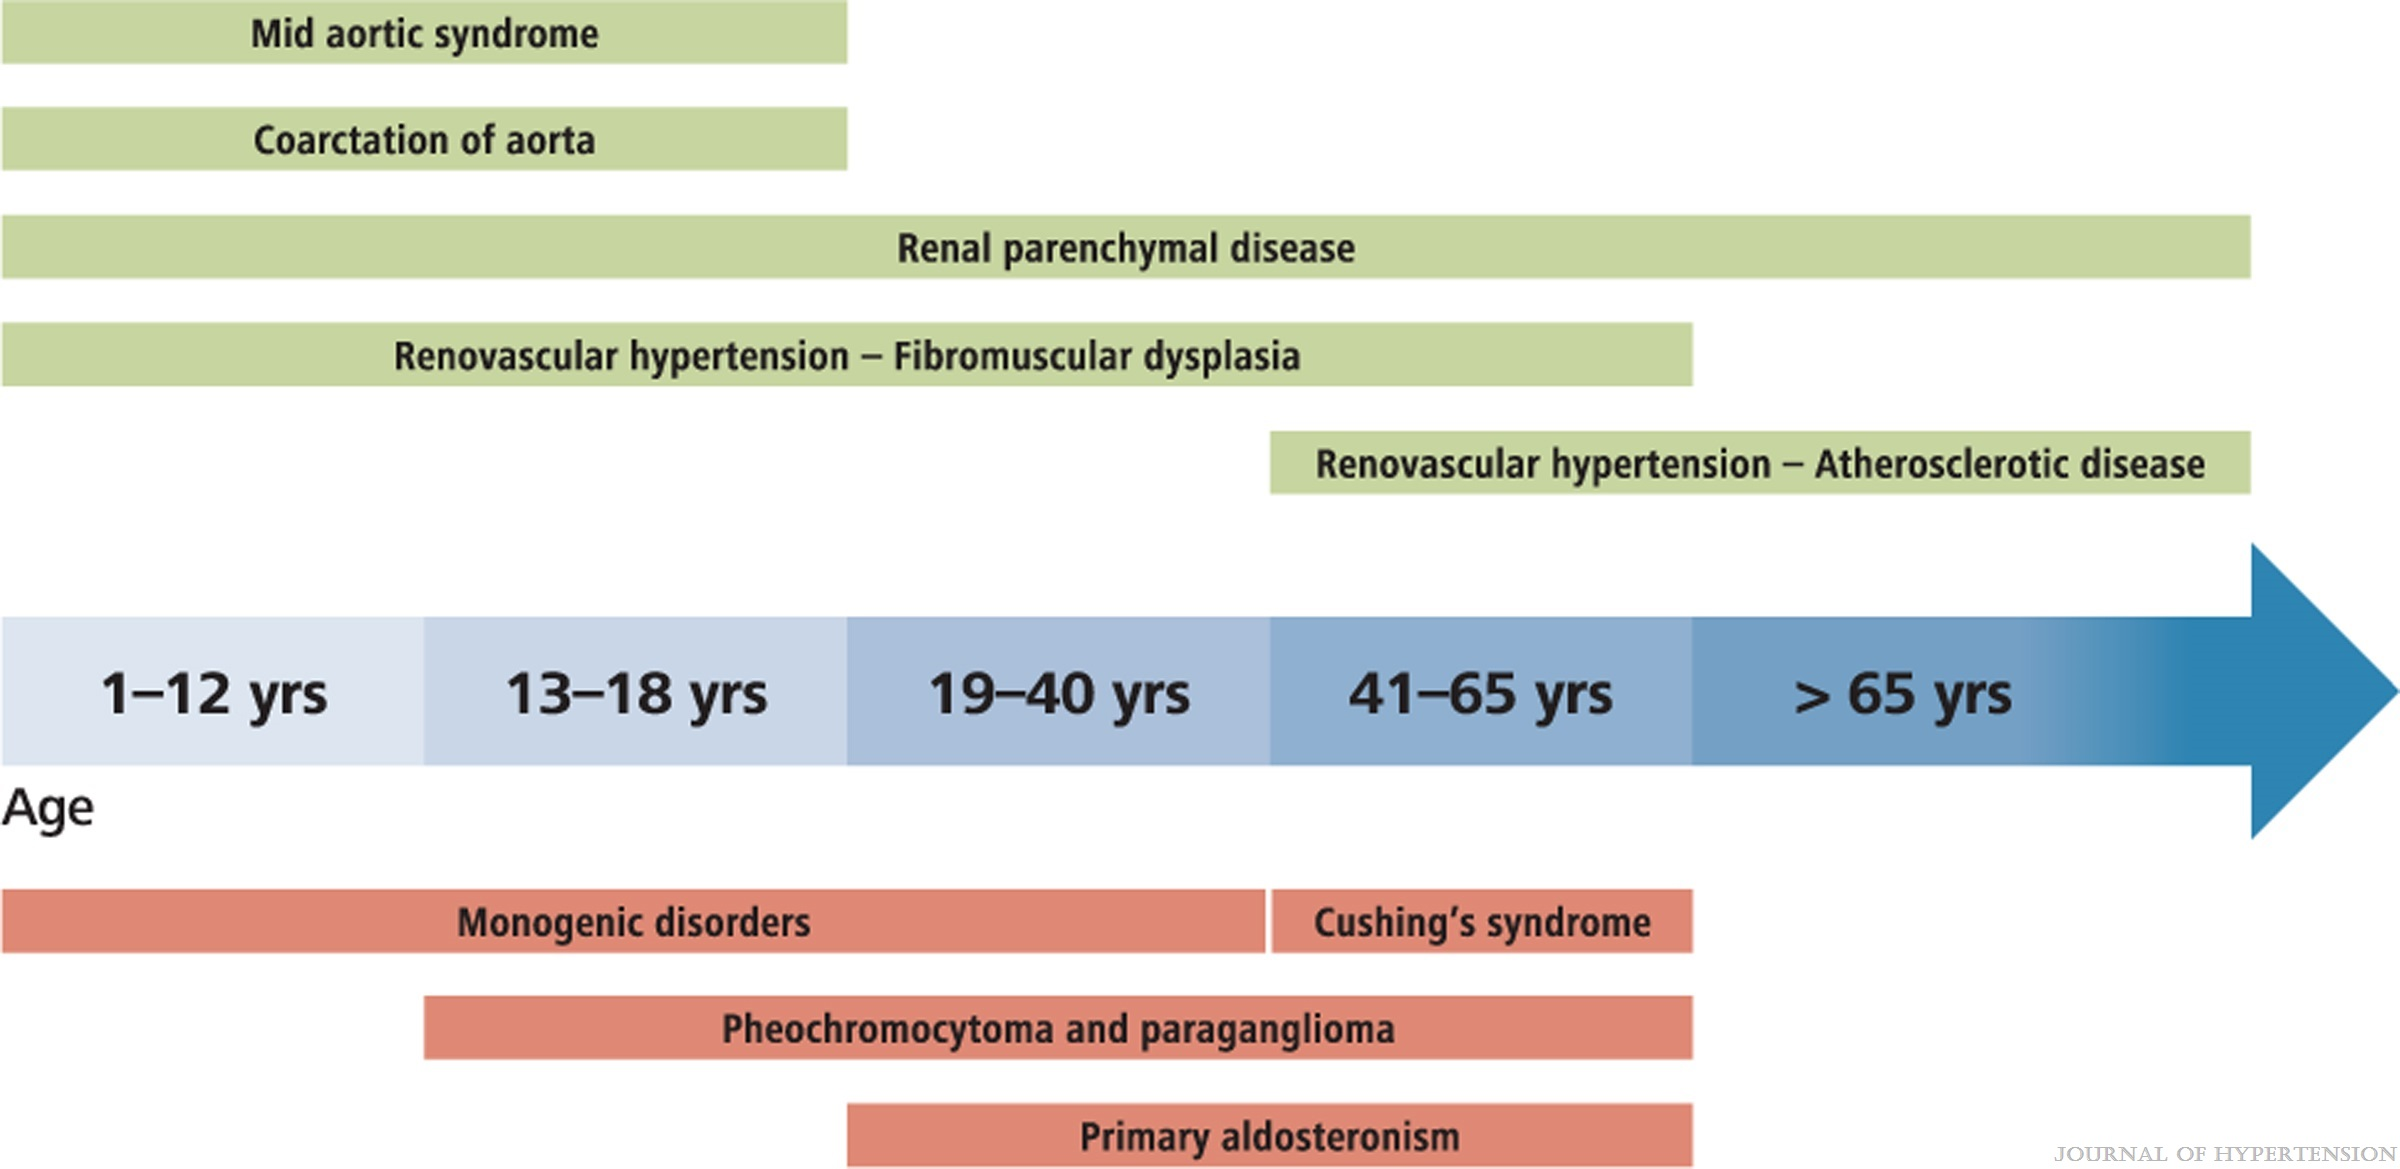 Mid aortic syndrome
Coarctation of aorta
Renal parenchymal disease
Renovascular hypertension – Fibromuscular dysplasia
Renovascular hypertension – Atherosclerotic disease
1–12 yrs
13–18 yrs
19–40 yrs
41–65 yrs
> 65 yrs
Age
Monogenic disorders
Cushing’s syndrome
Pheochromocytoma and paraganglioma
Primary aldosteronism
JOURNAL OF HYPERTENSION